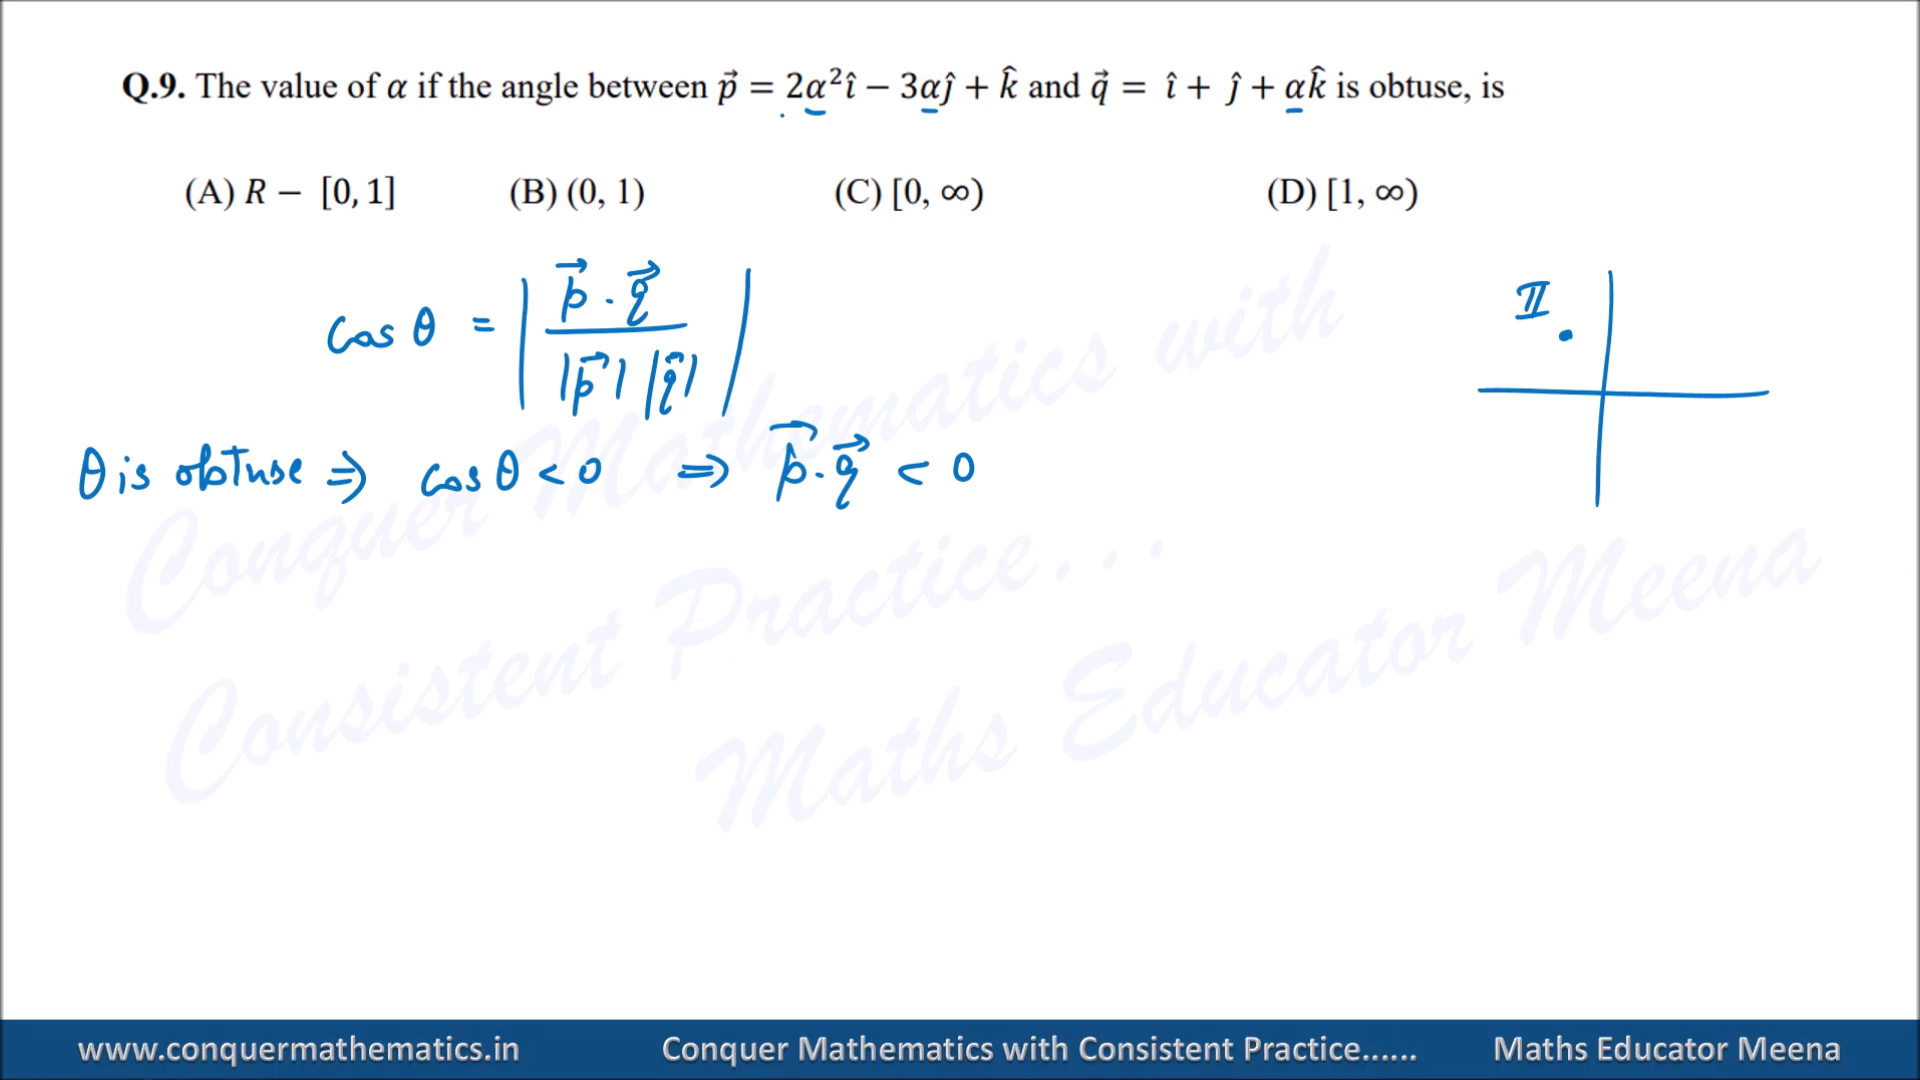 Q.9. The value of α if the angle between p⃗ = 2α²î − 3αĵ + k̂ and q⃗ = î + ĵ + αk̂ is obtuse, is
(A) R − [0, 1] (B) (0, 1) (C) [0, ∞) (D) [1, ∞)
cos θ = | p⃗ . q⃗ / |p⃗| |q⃗| |
II
θ is obtuse ⇒ cos θ < 0 ⇒ p⃗ . q⃗ < 0
Conquer Mathematics with
Consistent Practice...
Maths Educator Meena
www.conquermathematics.in Conquer Mathematics with Consistent Practice...... Maths Educator Meena